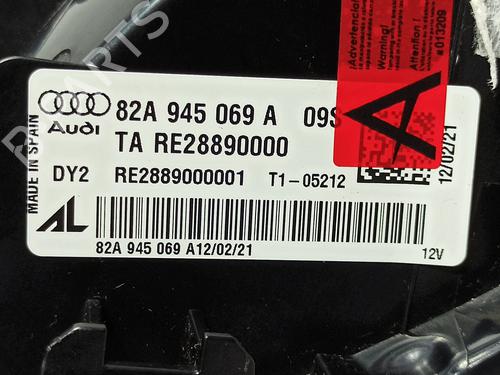 Audi
82A 945 069 A 09S
TA RE28890000
DY2 RE2889000001 T1-05212
MADE IN SPAIN
AL
82A 945 069 A12/02/21
12V
12/02/21
A
¡Advertencia!
Warning!
Attention!
013209
PARTS